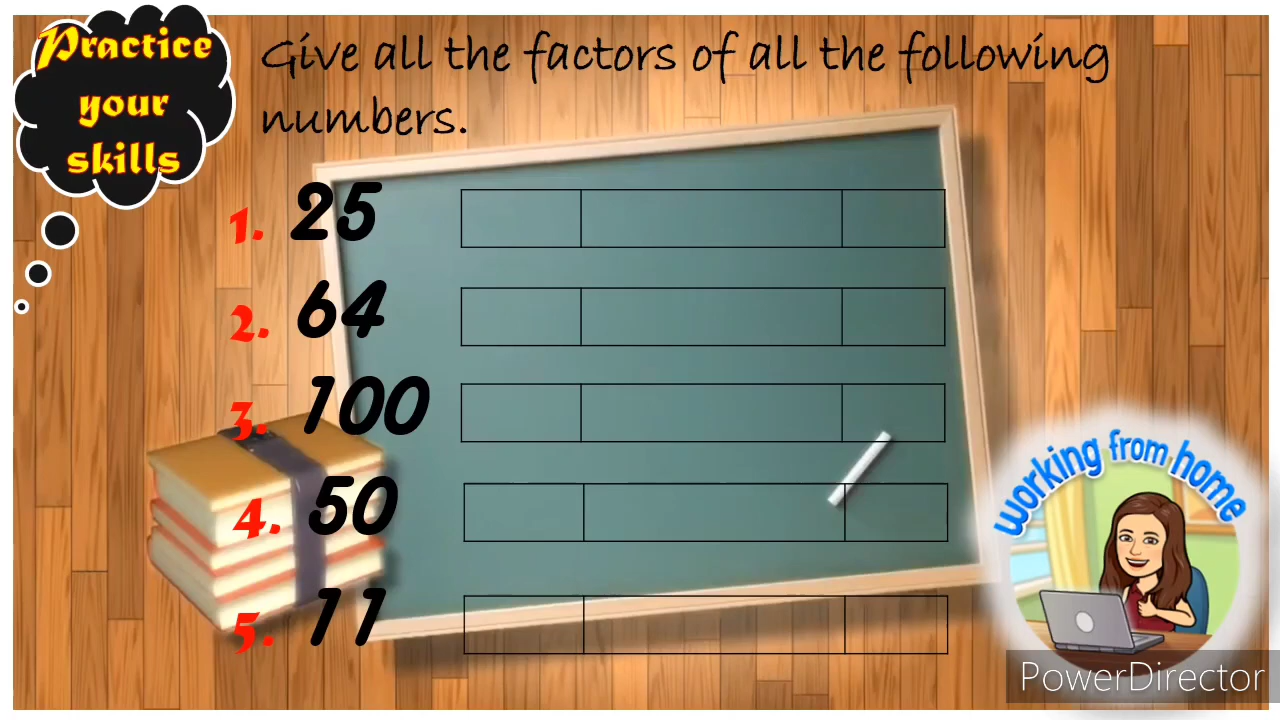 Practice
your
skills
Give all the factors of all the following
numbers.
1. 25
2. 64
3. 100
4. 50
5. 11
working from home
PowerDirector